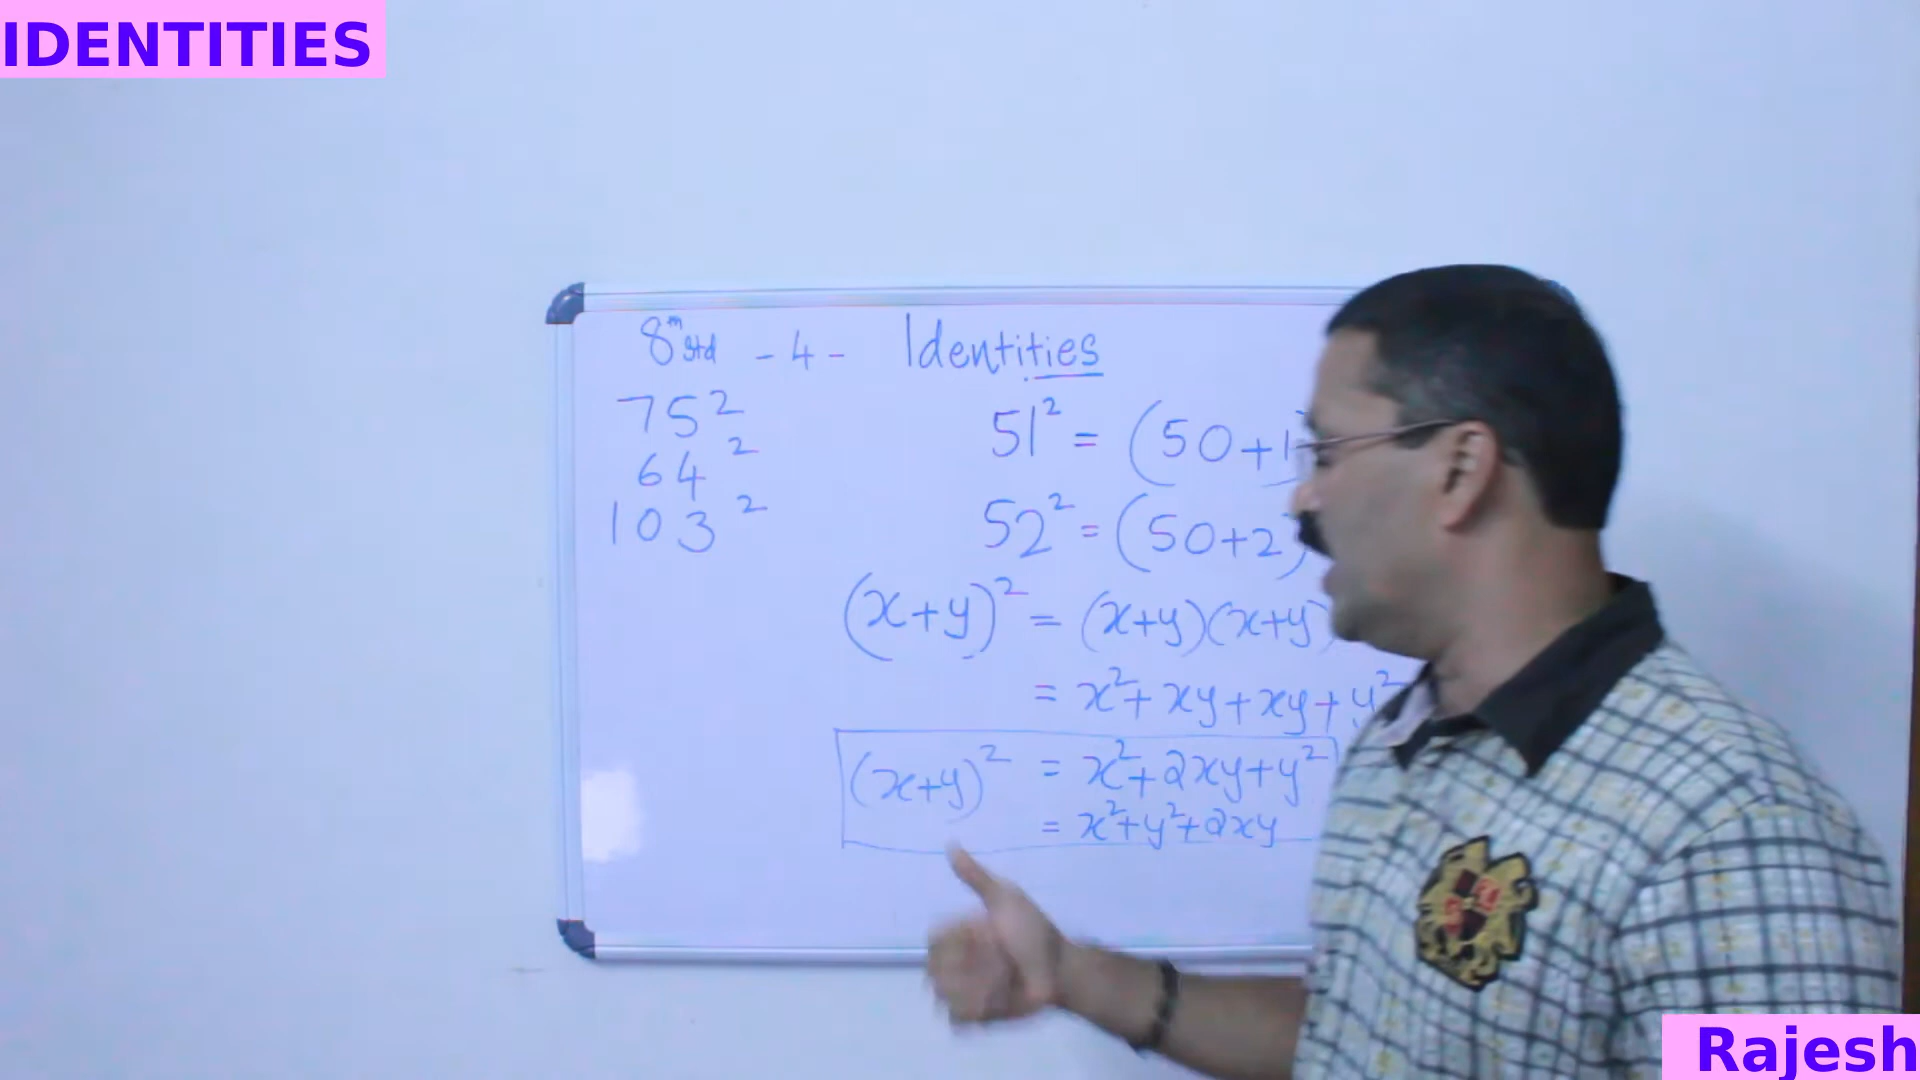 IDENTITIES
8th Std - 4 - Identities
75²
64²
103²
51² = (50+1
52² = (50+2)
(x+y)² = (x+y)(x+y)
= x²+xy+xy+y²
(x+y)² = x²+2xy+y²
= x²+y²+2xy
Rajesh